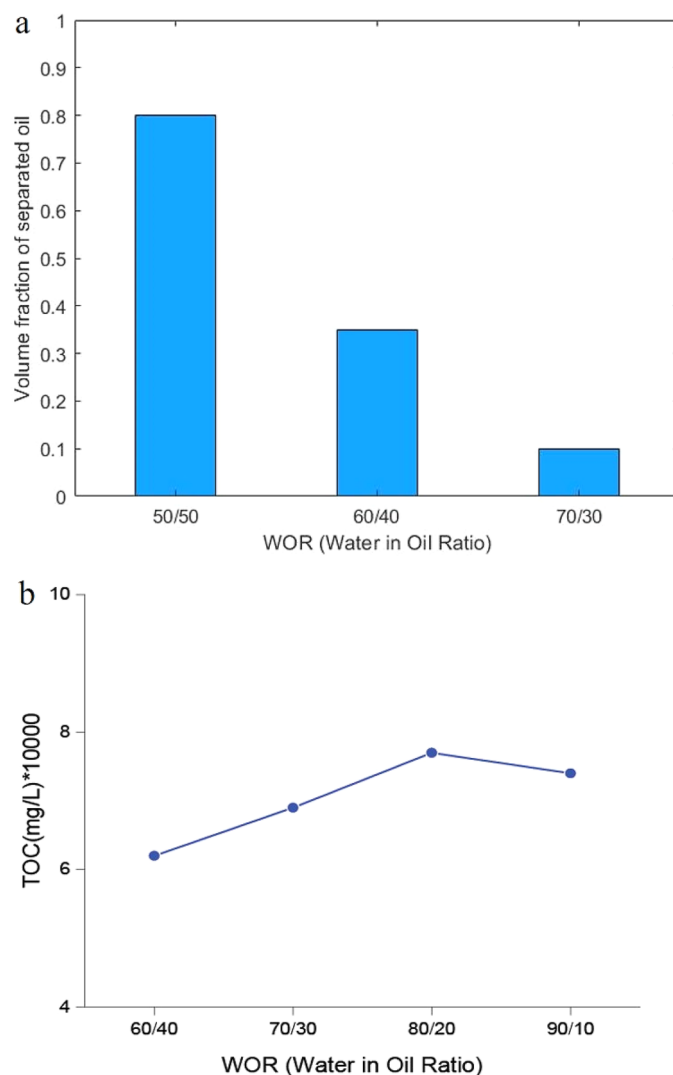 a
Volume fraction of separated oil
1
0.9
0.8
0.7
0.6
0.5
0.4
0.3
0.2
0.1
0
50/50 60/40 70/30
WOR (Water in Oil Ratio)
b
TOC(mg/L)*10000
10
8
6
4
60/40 70/30 80/20 90/10
WOR (Water in Oil Ratio)